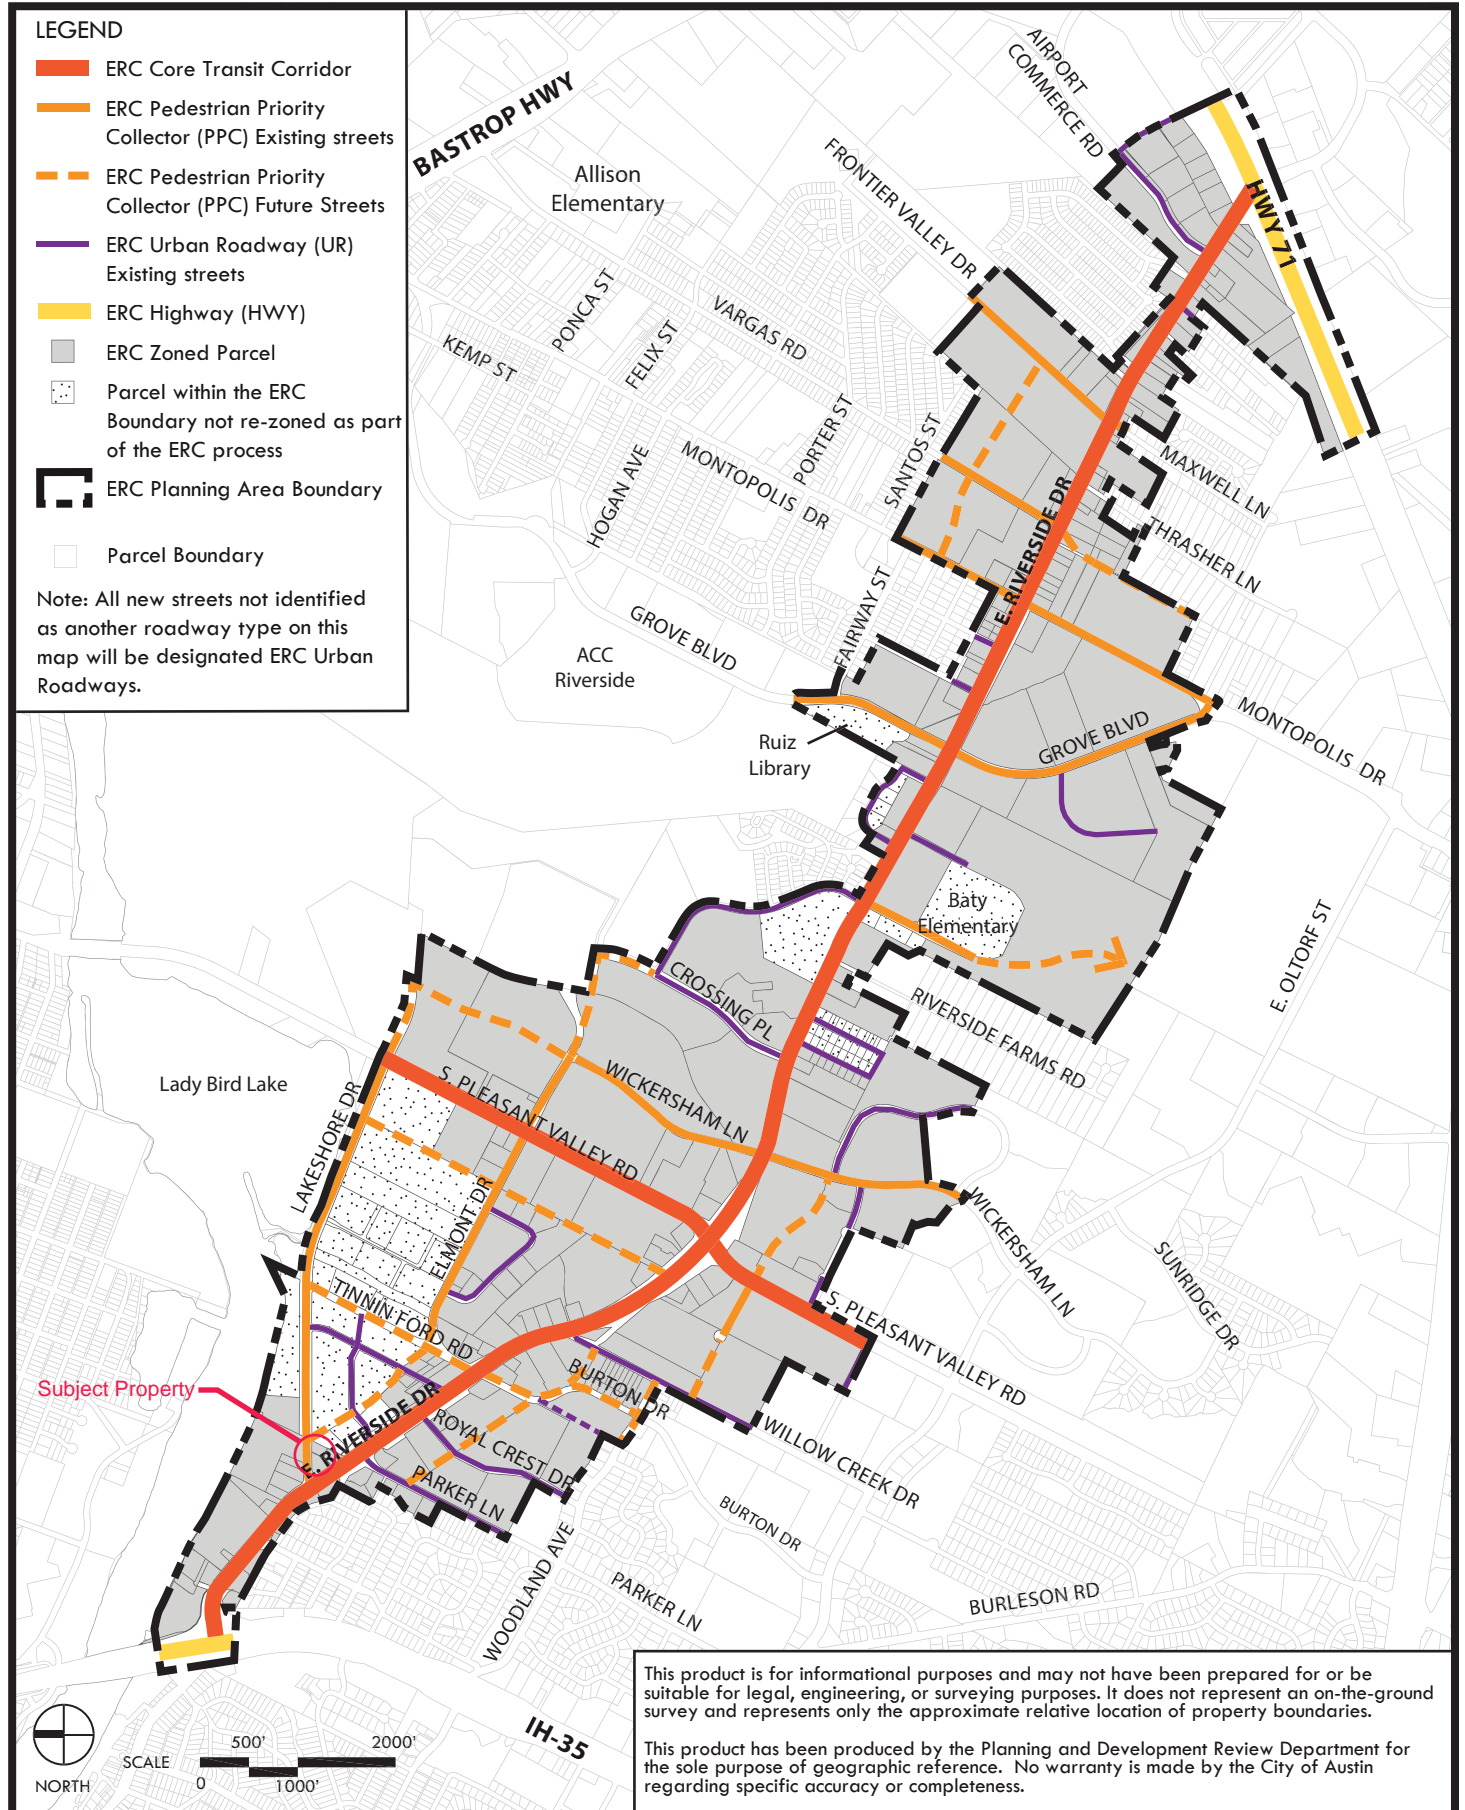 LEGEND
ERC Core Transit Corridor
ERC Pedestrian Priority
Collector (PPC) Existing streets
ERC Pedestrian Priority
Collector (PPC) Future Streets
ERC Urban Roadway (UR)
Existing streets
ERC Highway (HWY)
ERC Zoned Parcel
Parcel within the ERC
Boundary not re-zoned as part
of the ERC process
ERC Planning Area Boundary
Parcel Boundary
Note: All new streets not identified
as another roadway type on this
map will be designated ERC Urban
Roadways.
BASTROP HWY
AIRPORT
COMMERCE RD
Allison
Elementary
FRONTIER VALLEY DR
HWY 71
PONCA ST
VARGAS RD
KEMP ST
FELIX ST
PORTER ST
SANTOS ST
MONTOPOLIS DR
HOGAN AVE
MAXWELL LN
THRASHER LN
E. RIVERSIDE DR
FAIRWAY ST
GROVE BLVD
ACC
Riverside
MONTOPOLIS DR
GROVE BLVD
Ruiz
Library
Baty
Elementary
E. OLTORF ST
CROSSING PL
RIVERSIDE FARMS RD
Lady Bird Lake
LAKESHORE DR
S. PLEASANT VALLEY RD
WICKERSHAM LN
ELMONT DR
WICKERSHAM LN
SUNRIDGE DR
TINNIN FORD RD
S. PLEASANT VALLEY RD
Subject Property
BURTON DR
E. RIVERSIDE DR
ROYAL CREST DR
WILLOW CREEK DR
PARKER LN
BURTON DR
WOODLAND AVE
PARKER LN
BURLESON RD
IH-35
NORTH
SCALE
500'
2000'
0
1000'
This product is for informational purposes and may not have been prepared for or be
suitable for legal, engineering, or surveying purposes. It does not represent an on-the-ground
survey and represents only the approximate relative location of property boundaries.
This product has been produced by the Planning and Development Review Department for
the sole purpose of geographic reference. No warranty is made by the City of Austin
regarding specific accuracy or completeness.